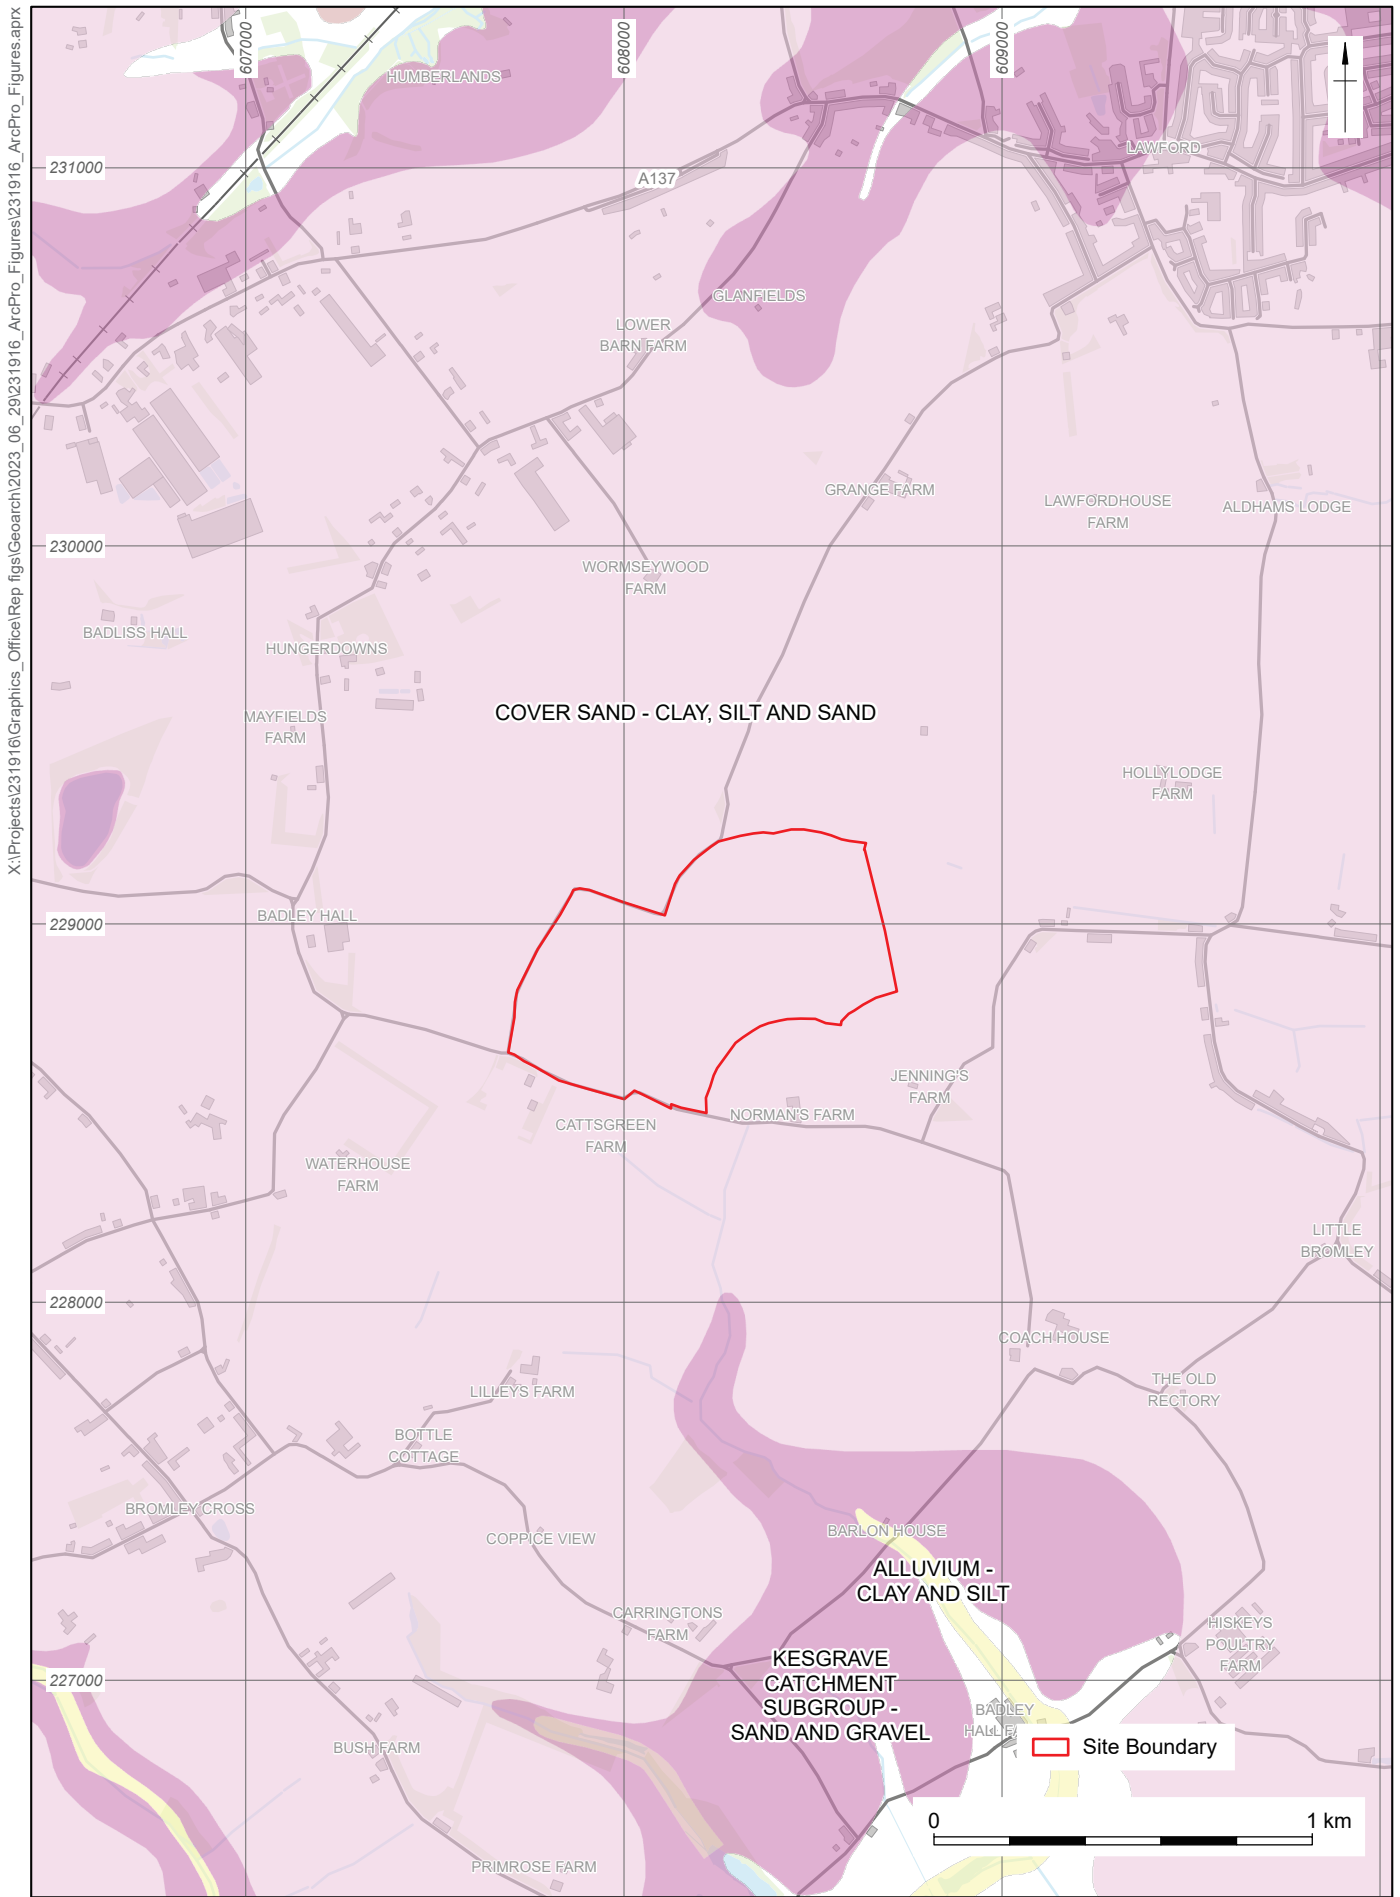 X:\Projects\231916\Graphics_Office\Rep figs\Geoarch\2023_06_29\231916_ArcPro_Figures\231916_ArcPro_Figures.aprx
607000
608000
609000
HUMBERLANDS
LAWFORD
231000
A137
GLANFIELDS
LOWER
BARN FARM
GRANGE FARM
LAWFORDHOUSE
FARM
ALDHAMS LODGE
230000
WORMSEYWOOD
FARM
BADLISS HALL
HUNGERDOWNS
MAYFIELDS
FARM
COVER SAND - CLAY, SILT AND SAND
HOLLYLODGE
FARM
BADLEY HALL
229000
JENNING'S
FARM
NORMAN'S FARM
CATTSGREEN
FARM
WATERHOUSE
FARM
LITTLE
BROMLEY
228000
COACH HOUSE
THE OLD
RECTORY
LILLEYS FARM
BOTTLE
COTTAGE
BROMLEY CROSS
COPPICE VIEW
BARLON HOUSE
ALLUVIUM -
CLAY AND SILT
CARRINGTONS
FARM
HISKEYS
POULTRY
FARM
KESGRAVE
CATCHMENT
SUBGROUP -
SAND AND GRAVEL
227000
BADLEY
HALL FA
BUSH FARM
Site Boundary
PRIMROSE FARM
0
1 km